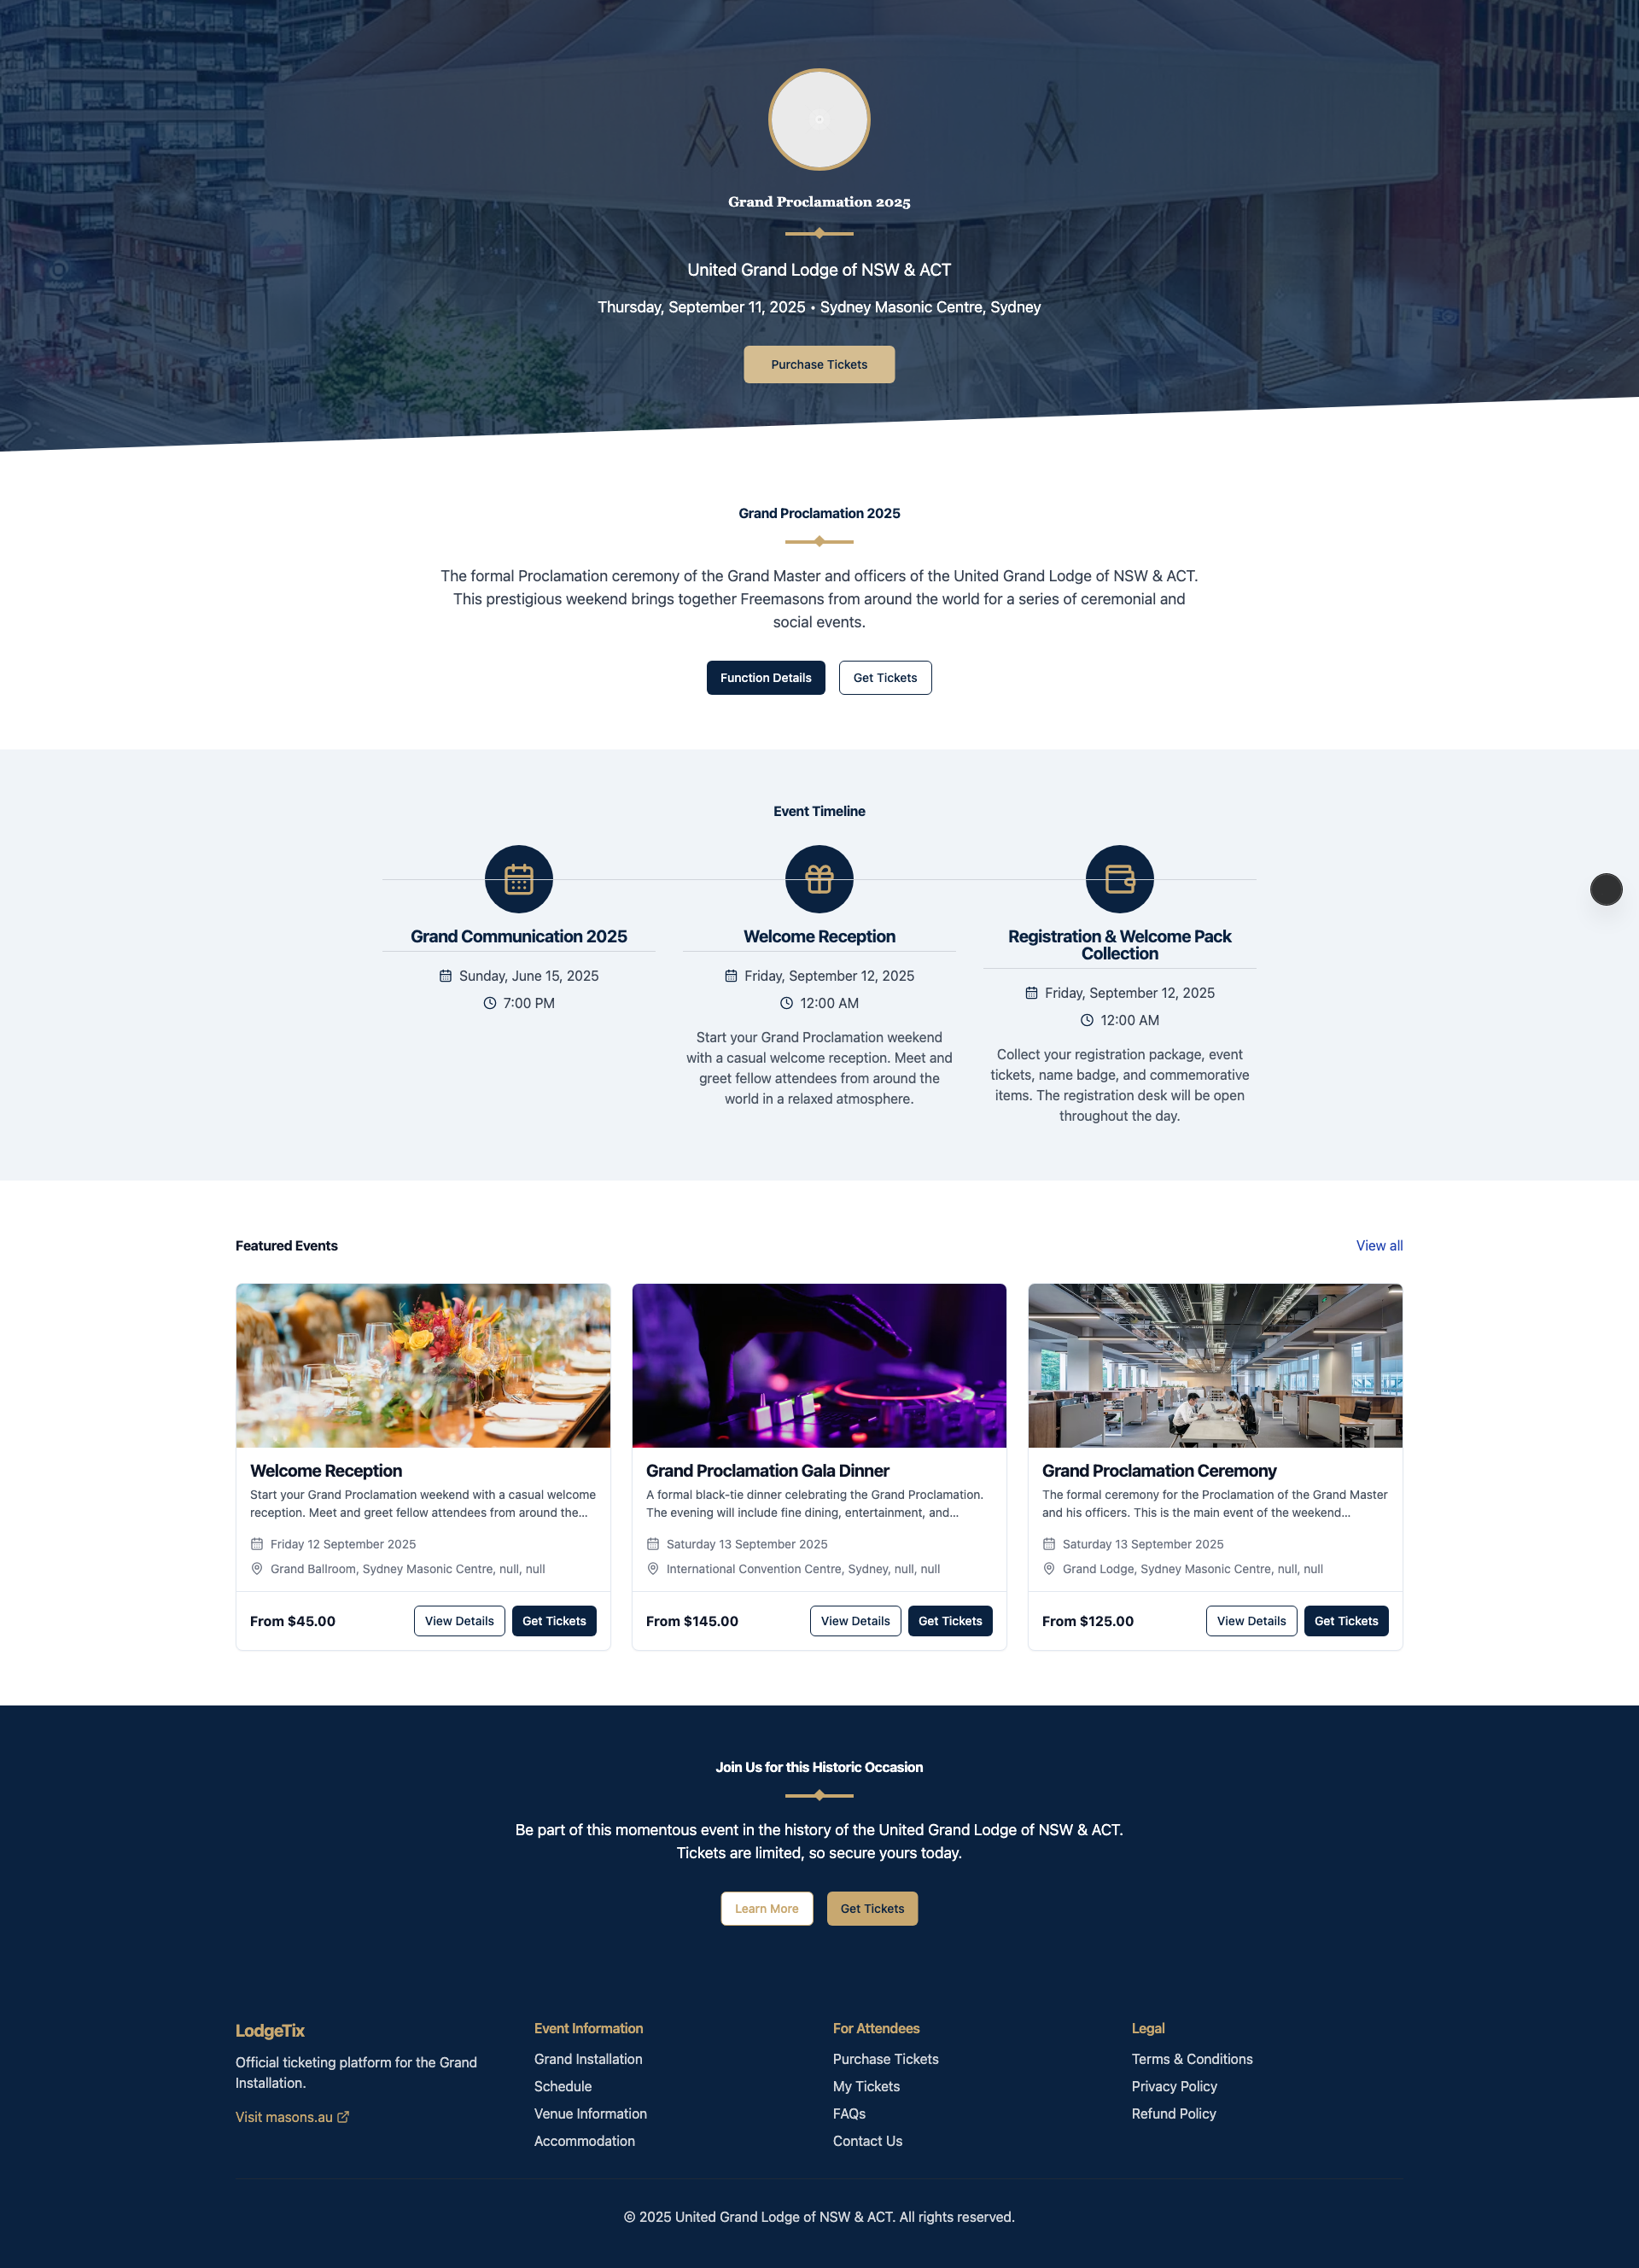 Grand Proclamation 2025
United Grand Lodge of NSW & ACT
Thursday, September 11, 2025 • Sydney Masonic Centre, Sydney
Purchase Tickets
Grand Proclamation 2025
The formal Proclamation ceremony of the Grand Master and officers of the United Grand Lodge of NSW & ACT.
This prestigious weekend brings together Freemasons from around the world for a series of ceremonial and
social events.
Function Details
Get Tickets
Event Timeline
Grand Communication 2025
Sunday, June 15, 2025
7:00 PM
Welcome Reception
Friday, September 12, 2025
12:00 AM
Start your Grand Proclamation weekend
with a casual welcome reception. Meet and
greet fellow attendees from around the
world in a relaxed atmosphere.
Registration & Welcome Pack
Collection
Friday, September 12, 2025
12:00 AM
Collect your registration package, event
tickets, name badge, and commemorative
items. The registration desk will be open
throughout the day.
Featured Events
View all
Welcome Reception
Start your Grand Proclamation weekend with a casual welcome
reception. Meet and greet fellow attendees from around the...
Friday 12 September 2025
Grand Ballroom, Sydney Masonic Centre, null, null
From $45.00
View Details
Get Tickets
Grand Proclamation Gala Dinner
A formal black-tie dinner celebrating the Grand Proclamation.
The evening will include fine dining, entertainment, and...
Saturday 13 September 2025
International Convention Centre, Sydney, null, null
From $145.00
View Details
Get Tickets
Grand Proclamation Ceremony
The formal ceremony for the Proclamation of the Grand Master
and his officers. This is the main event of the weekend...
Saturday 13 September 2025
Grand Lodge, Sydney Masonic Centre, null, null
From $125.00
View Details
Get Tickets
Join Us for this Historic Occasion
Be part of this momentous event in the history of the United Grand Lodge of NSW & ACT.
Tickets are limited, so secure yours today.
Learn More
Get Tickets
LodgeTix
Official ticketing platform for the Grand
Installation.
Visit masons.au
Event Information
Grand Installation
Schedule
Venue Information
Accommodation
For Attendees
Purchase Tickets
My Tickets
FAQs
Contact Us
Legal
Terms & Conditions
Privacy Policy
Refund Policy
© 2025 United Grand Lodge of NSW & ACT. All rights reserved.